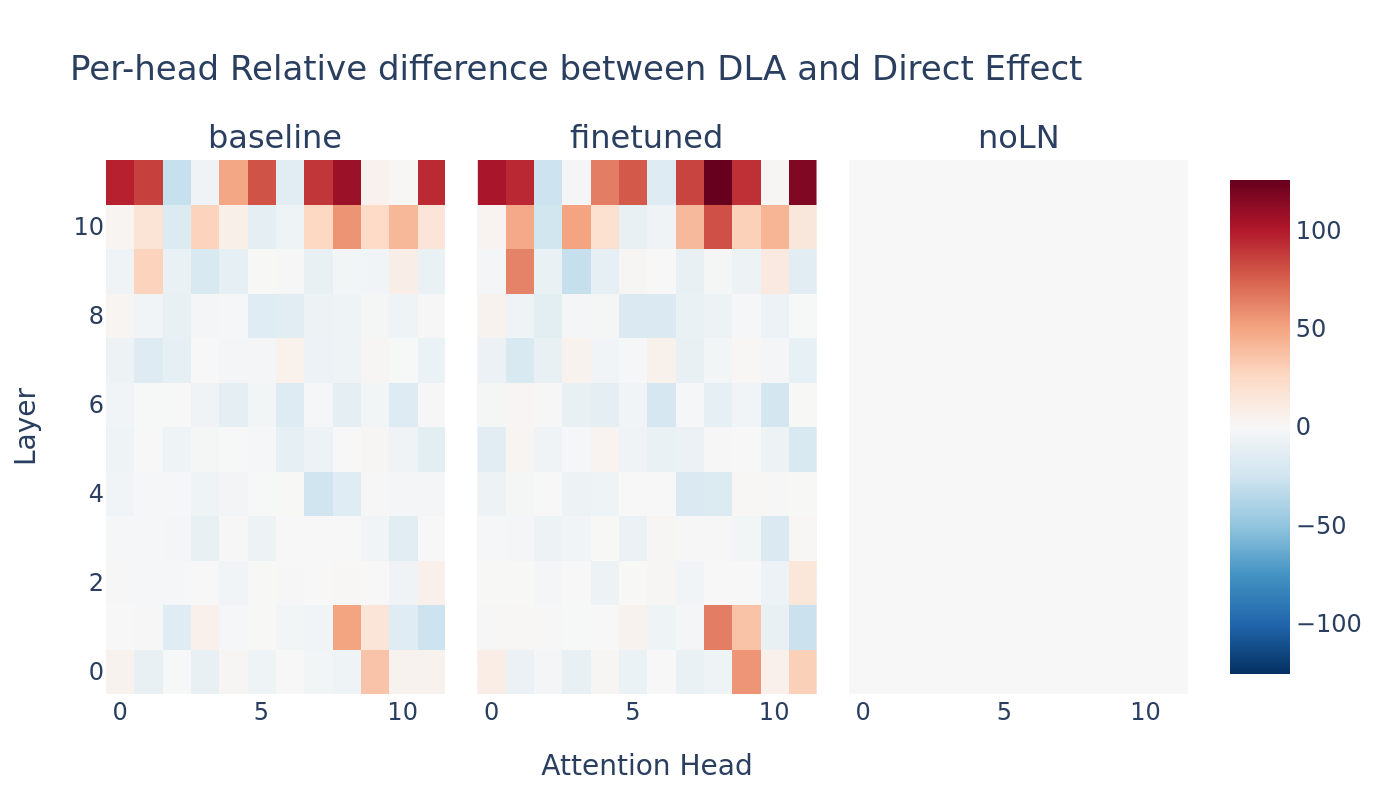 Per-head Relative difference between DLA and Direct Effect
baseline
finetuned
noLN
Layer
10
8
6
4
2
0
0 5 10
0 5 10
0 5 10
Attention Head
100
50
0
−50
−100